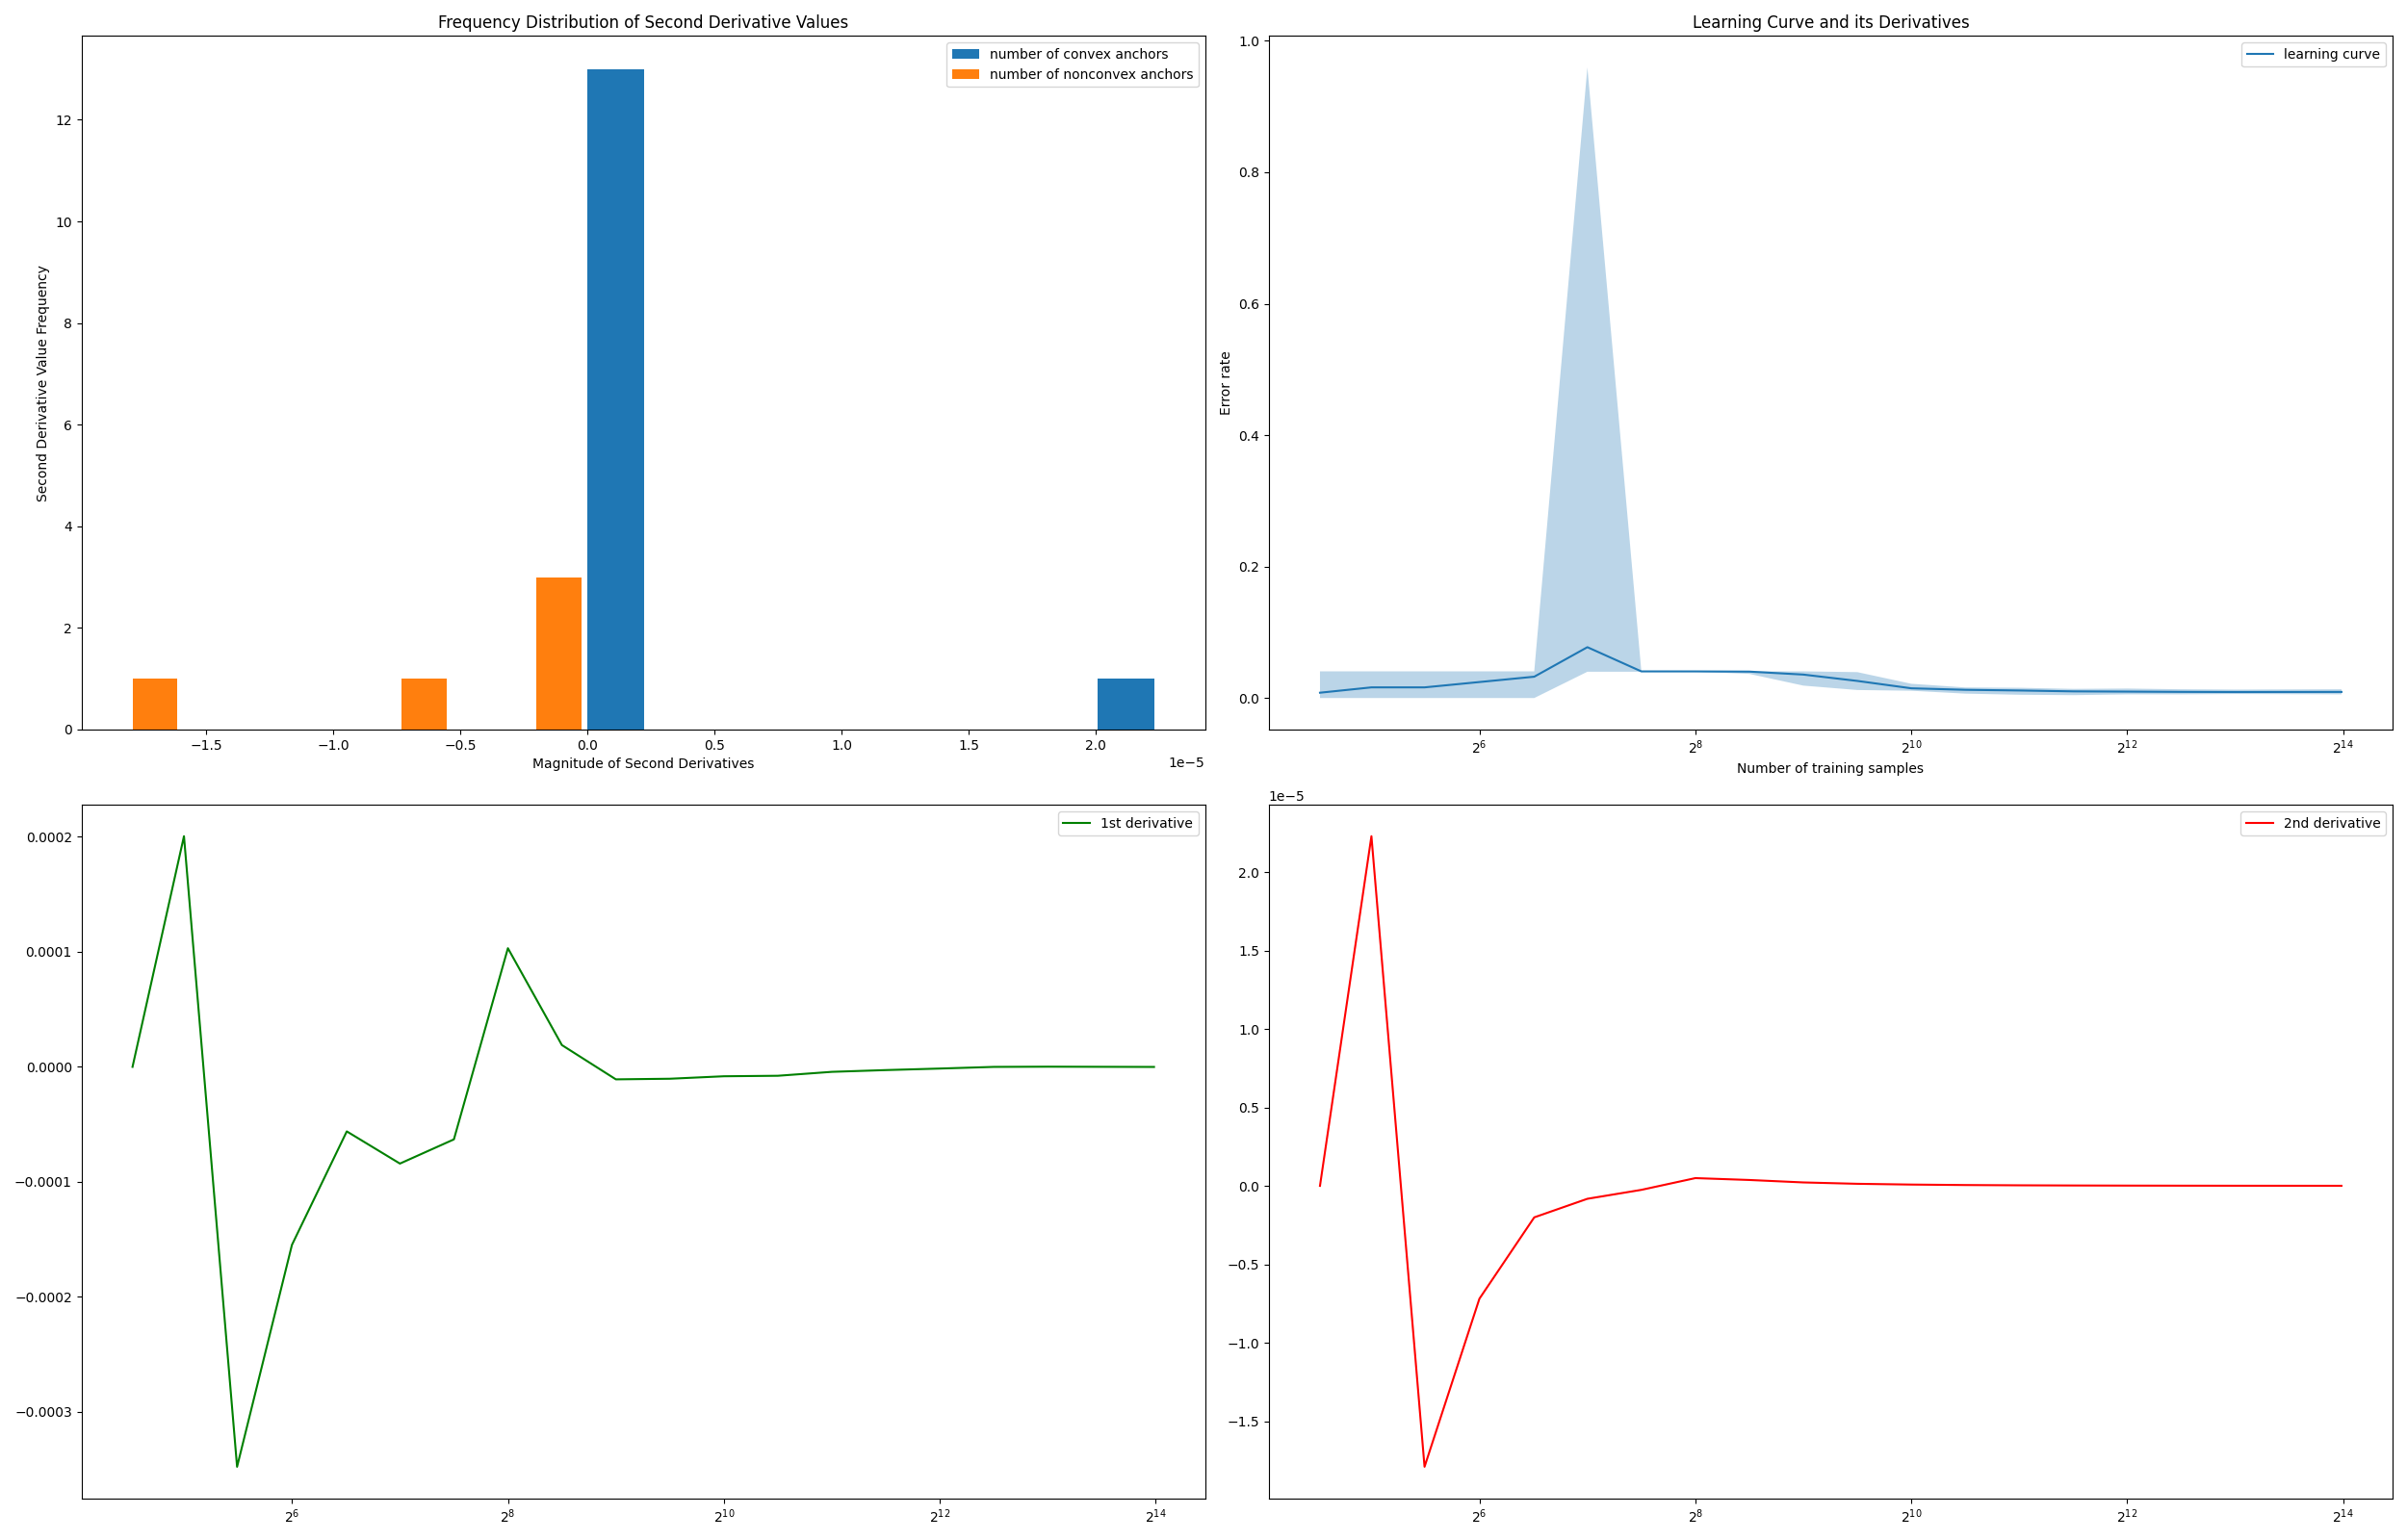 Frequency Distribution of Second Derivative Values
number of convex anchors
number of nonconvex anchors
Second Derivative Value Frequency
12
10
8
6
4
2
0
−1.5 −1.0 −0.5 0.0 0.5 1.0 1.5 2.0
1e−5
Magnitude of Second Derivatives
Learning Curve and its Derivatives
learning curve
Error rate
1.0
0.8
0.6
0.4
0.2
0.0
2^6 2^8 2^10 2^12 2^14
Number of training samples
1st derivative
0.0002
0.0001
0.0000
−0.0001
−0.0002
−0.0003
2^6 2^8 2^10 2^12 2^14
1e−5
2nd derivative
2.0
1.5
1.0
0.5
0.0
−0.5
−1.0
−1.5
2^6 2^8 2^10 2^12 2^14